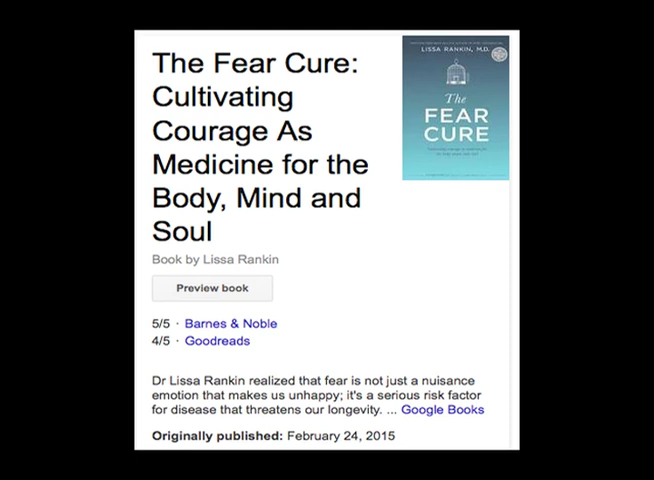 The Fear Cure:
Cultivating
Courage As
Medicine for the
Body, Mind and
Soul
Book by Lissa Rankin
Preview book
5/5 · Barnes & Noble
4/5 · Goodreads
Dr Lissa Rankin realized that fear is not just a nuisance
emotion that makes us unhappy; it's a serious risk factor
for disease that threatens our longevity. ... Google Books
Originally published: February 24, 2015
LISSA RANKIN, M.D.
The
FEAR
CURE